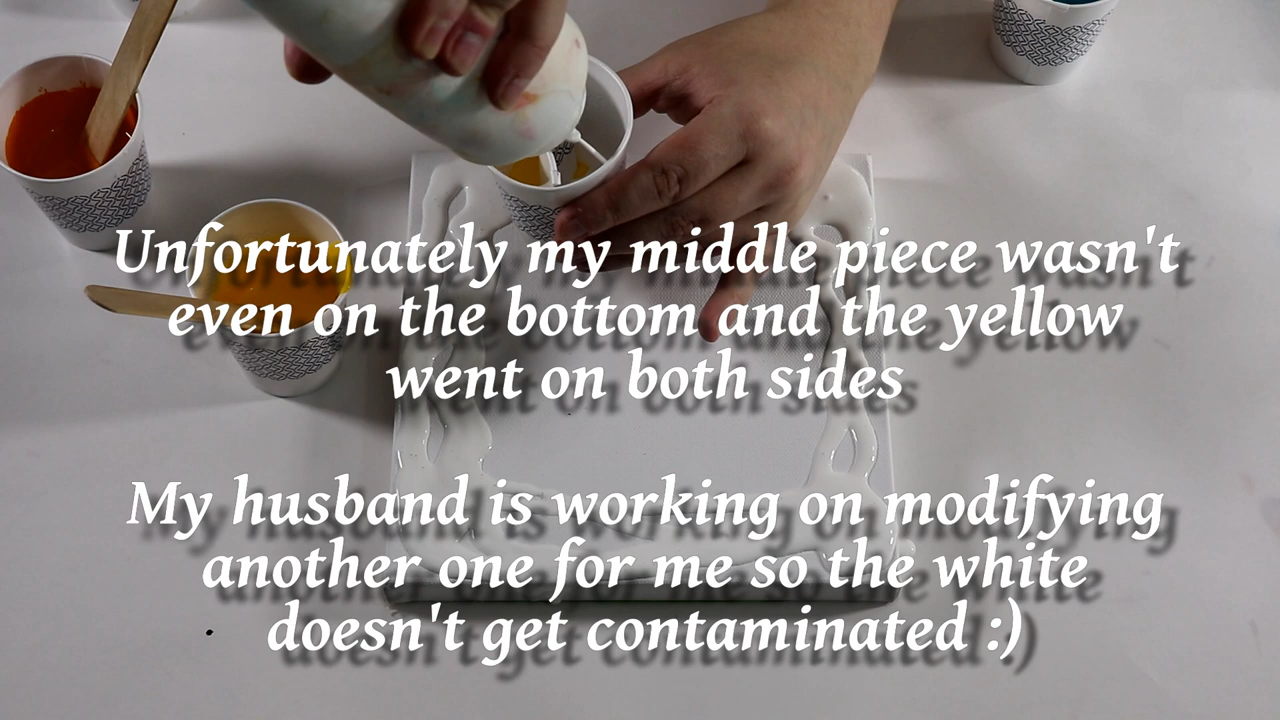 Unfortunately my middle piece wasn't
even on the bottom and the yellow
went on both sides
My husband is working on modifying
another one for me so the white
doesn't get contaminated :)